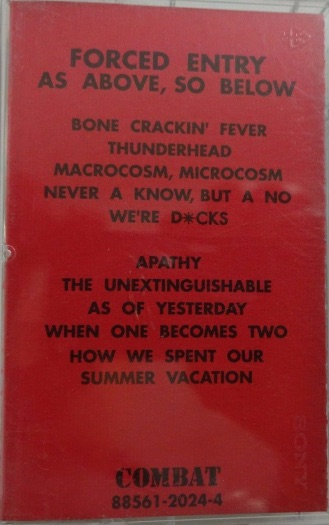 FORCED ENTRY
AS ABOVE, SO BELOW
BONE CRACKIN' FEVER
THUNDERHEAD
MACROCOSM, MICROCOSM
NEVER A KNOW, BUT A NO
WE'RE D*CKS
APATHY
THE UNEXTINGUISHABLE
AS OF YESTERDAY
WHEN ONE BECOMES TWO
HOW WE SPENT OUR
SUMMER VACATION
COMBAT
88561-2024-4
SONY